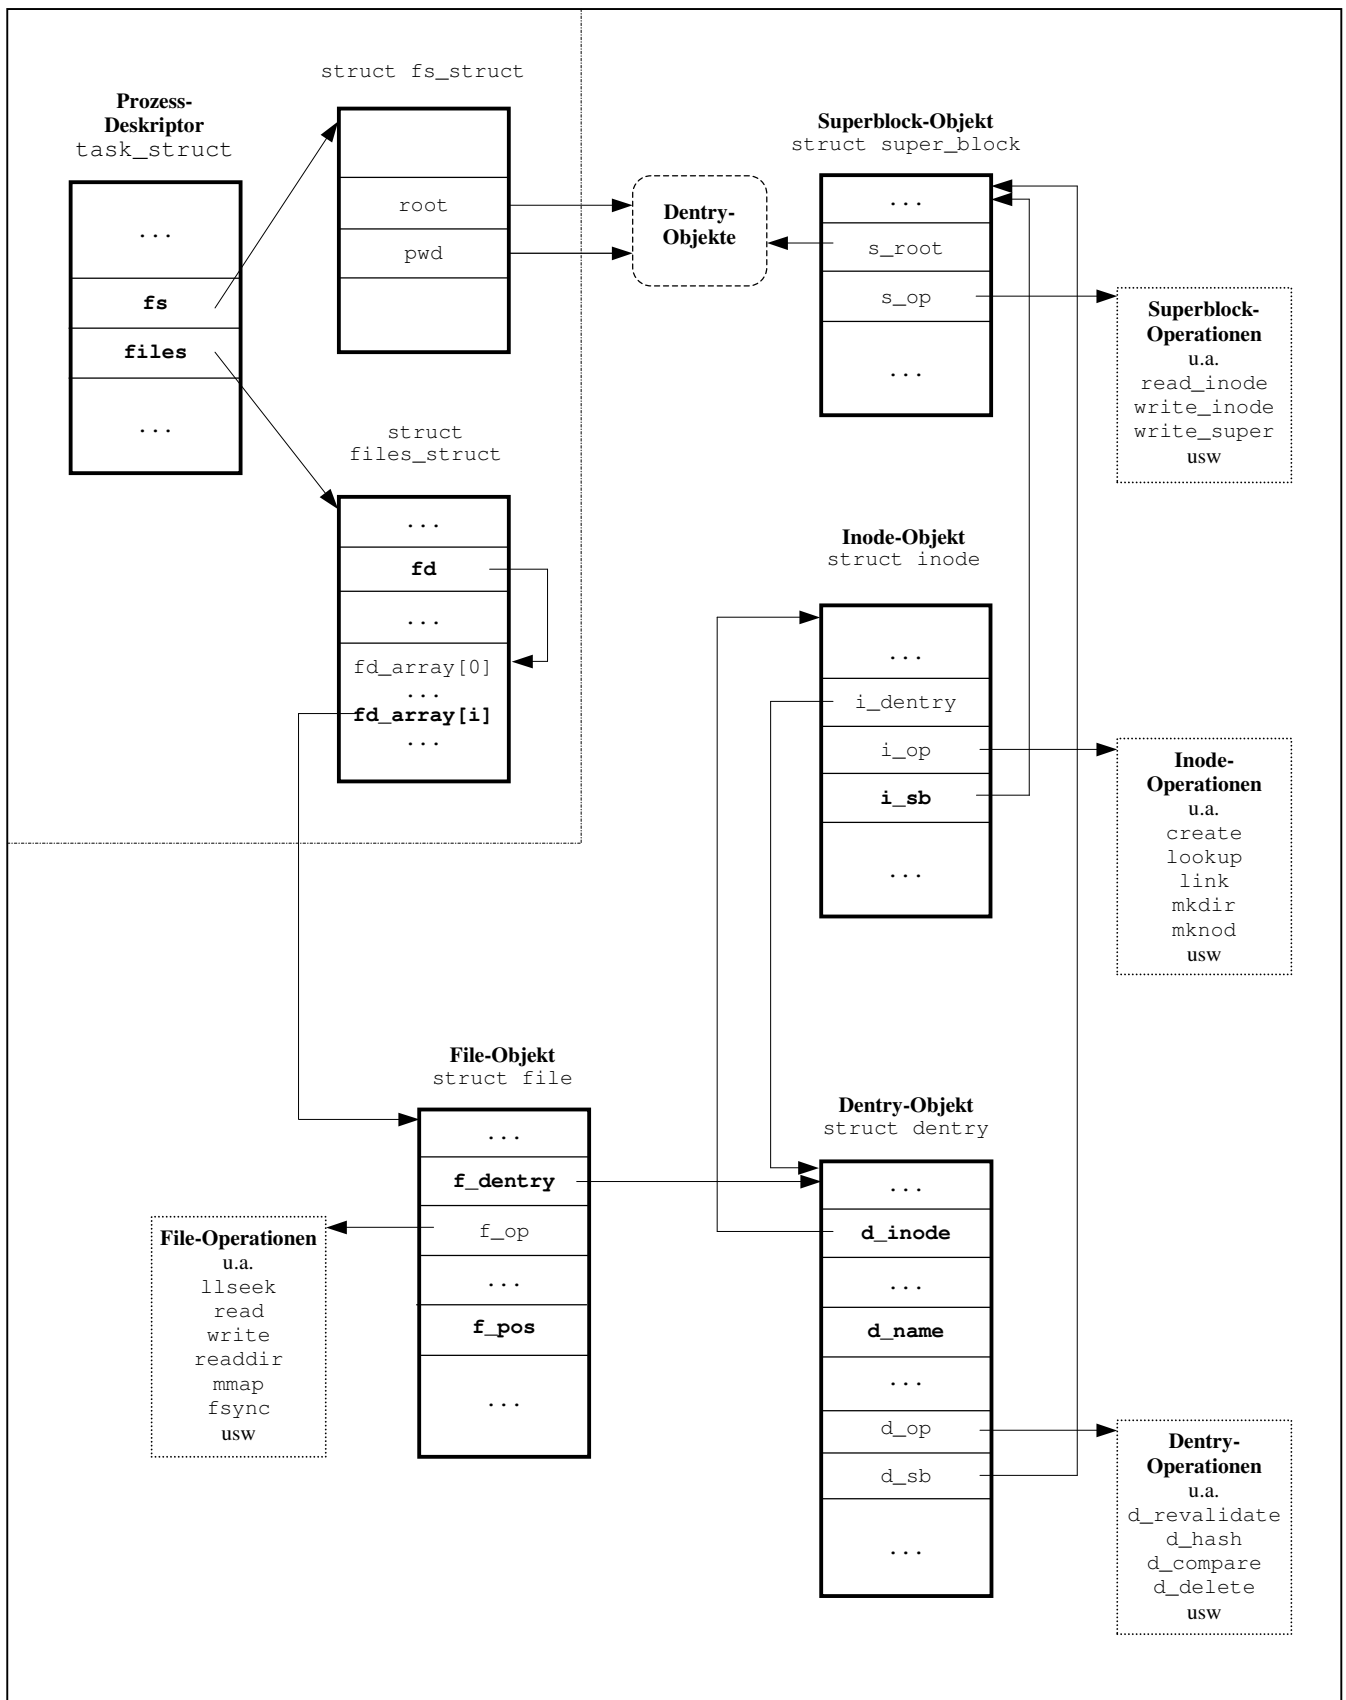 struct fs_struct
Prozess-
Deskriptor
task_struct
...
fs
files
...
root
pwd
Dentry-
Objekte
Superblock-Objekt
struct super_block
...
s_root
s_op
...
Superblock-
Operationen
u.a.
read_inode
write_inode
write_super
usw
struct
files_struct
...
fd
...
fd_array[0]
...
fd_array[i]
...
Inode-Objekt
struct inode
...
i_dentry
i_op
i_sb
...
Inode-
Operationen
u.a.
create
lookup
link
mkdir
mknod
usw
File-Objekt
struct file
...
f_dentry
f_op
...
f_pos
...
File-Operationen
u.a.
llseek
read
write
readdir
mmap
fsync
usw
Dentry-Objekt
struct dentry
...
d_inode
...
d_name
...
d_op
d_sb
...
Dentry-
Operationen
u.a.
d_revalidate
d_hash
d_compare
d_delete
usw